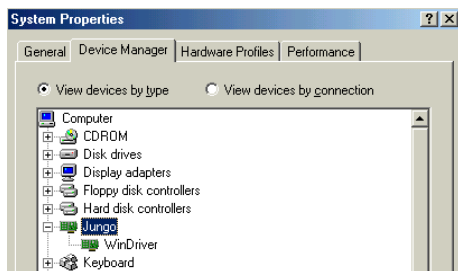 System Properties
General Device Manager Hardware Profiles Performance
View devices by type View devices by connection
Computer
CDROM
Disk drives
Display adapters
Floppy disk controllers
Hard disk controllers
Jungo
WinDriver
Keyboard